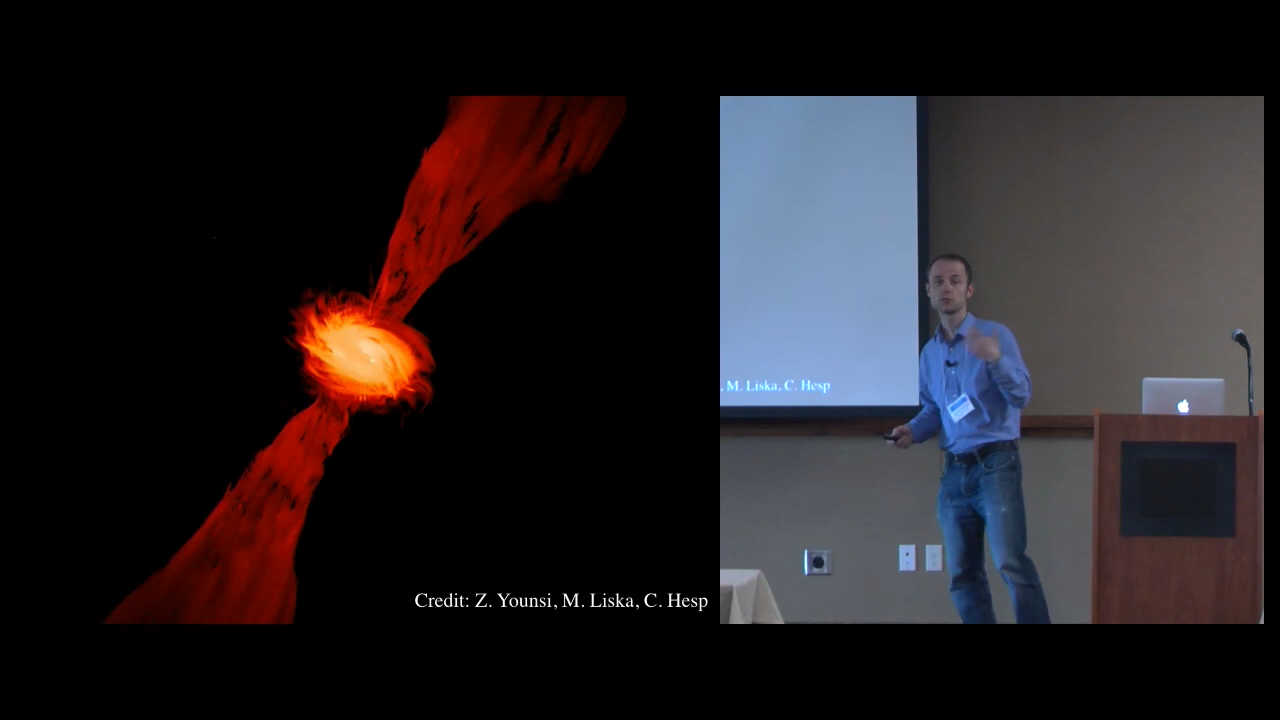 Credit: Z. Younsi, M. Liska, C. Hesp
, M. Liska, C. Hesp